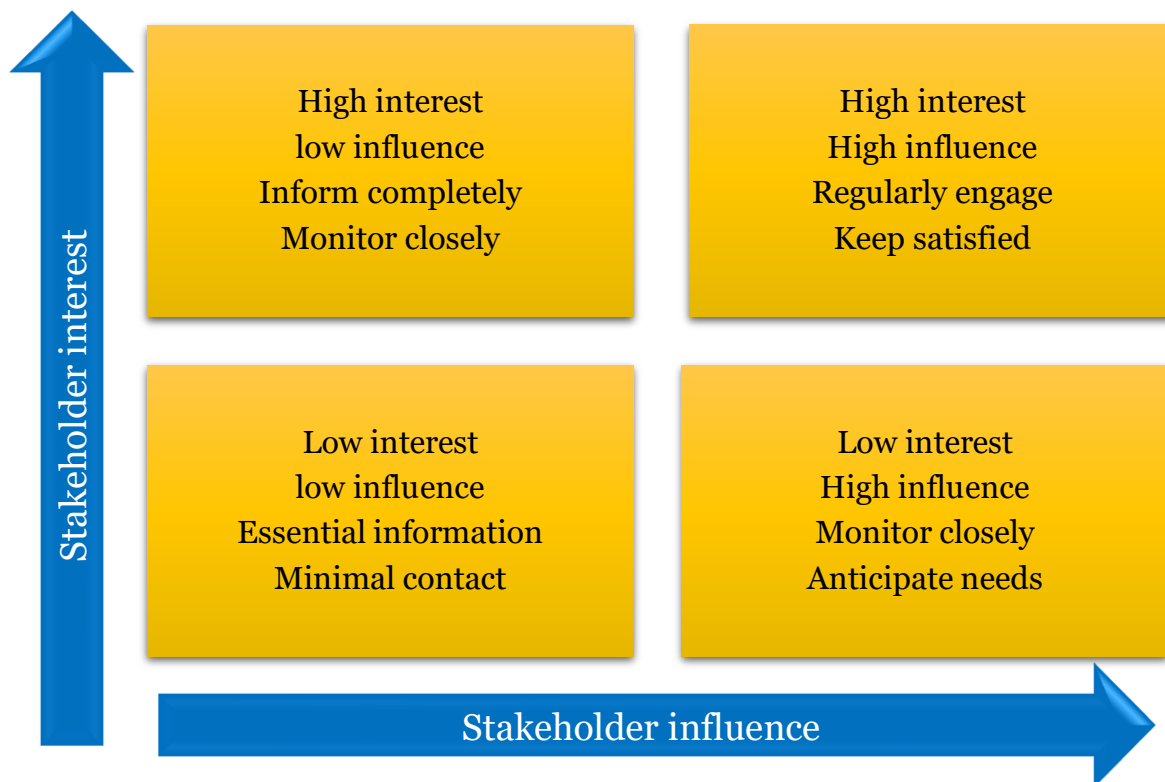 Stakeholder interest
High interest
low influence
Inform completely
Monitor closely
High interest
High influence
Regularly engage
Keep satisfied
Low interest
low influence
Essential information
Minimal contact
Low interest
High influence
Monitor closely
Anticipate needs
Stakeholder influence